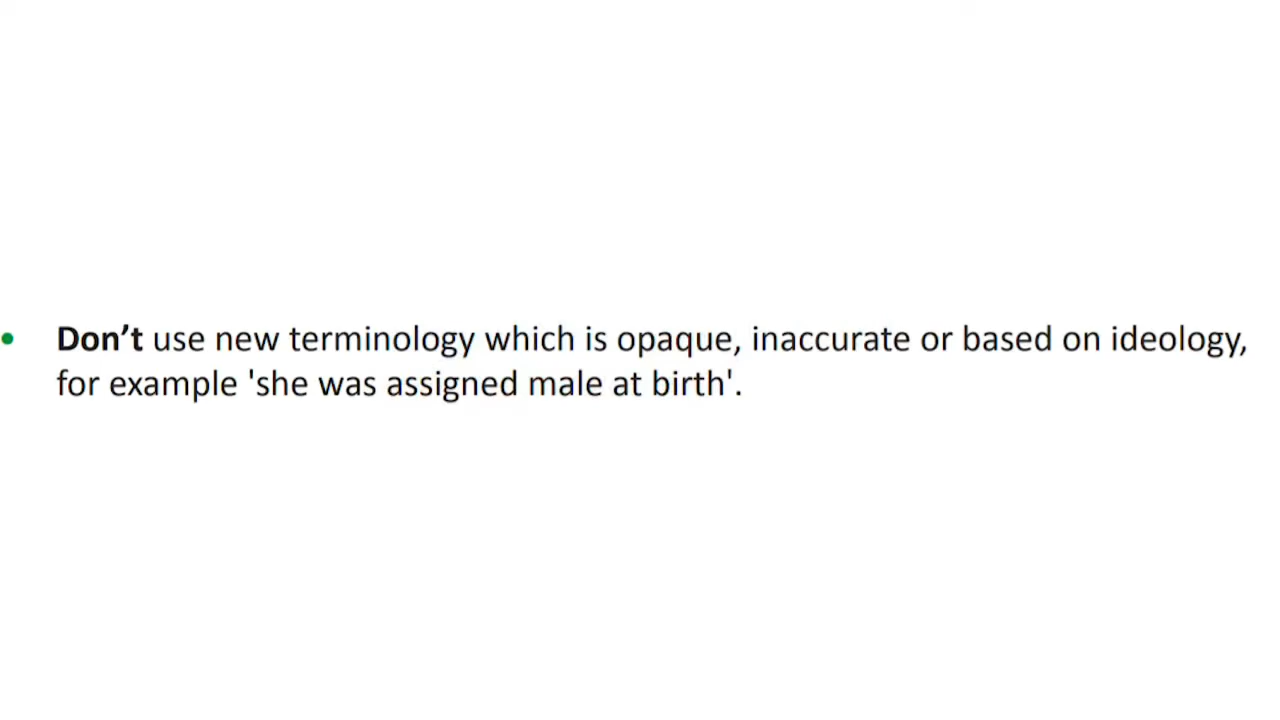 • Don’t use new terminology which is opaque, inaccurate or based on ideology,
for example 'she was assigned male at birth'.